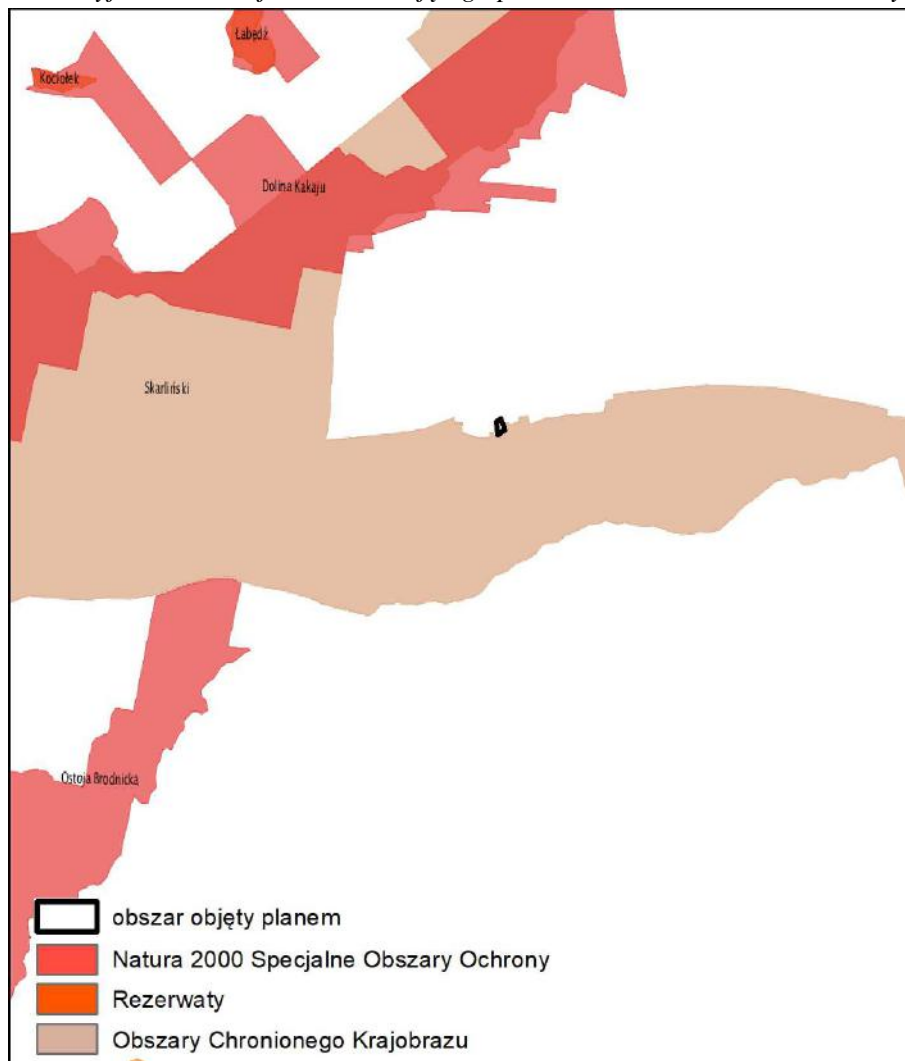 Łabędź
Kociołek
Dolina Kakaju
Skarliński
Ostoja Brodnicka
obszar objęty planem
Natura 2000 Specjalne Obszary Ochrony
Rezerwaty
Obszary Chronionego Krajobrazu